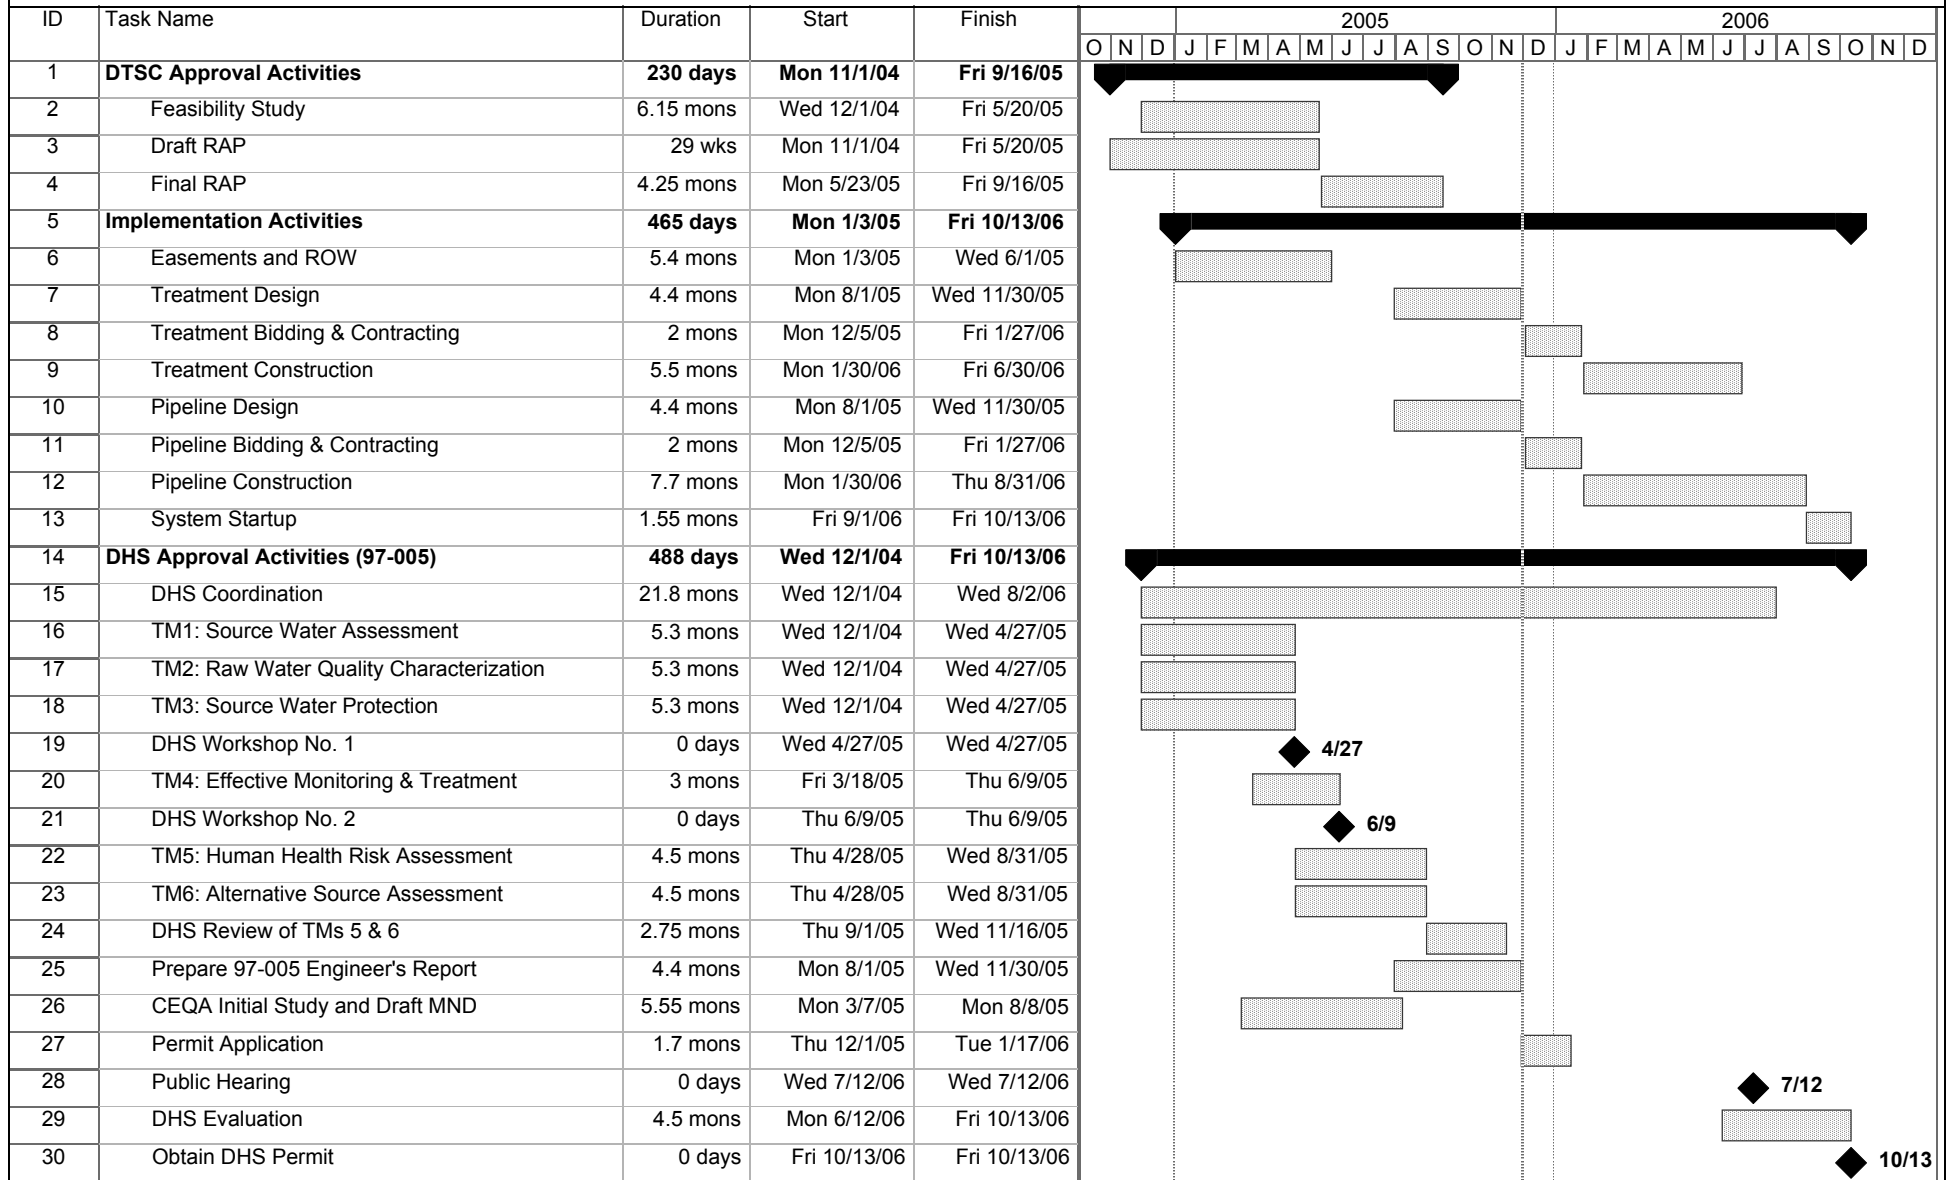 ID Task Name Duration Start Finish 2005 2006
O N D J F M A M J J A S O N D J F M A M J J A S O N D
1 DTSC Approval Activities 230 days Mon 11/1/04 Fri 9/16/05
2 Feasibility Study 6.15 mons Wed 12/1/04 Fri 5/20/05
3 Draft RAP 29 wks Mon 11/1/04 Fri 5/20/05
4 Final RAP 4.25 mons Mon 5/23/05 Fri 9/16/05
5 Implementation Activities 465 days Mon 1/3/05 Fri 10/13/06
6 Easements and ROW 5.4 mons Mon 1/3/05 Wed 6/1/05
7 Treatment Design 4.4 mons Mon 8/1/05 Wed 11/30/05
8 Treatment Bidding & Contracting 2 mons Mon 12/5/05 Fri 1/27/06
9 Treatment Construction 5.5 mons Mon 1/30/06 Fri 6/30/06
10 Pipeline Design 4.4 mons Mon 8/1/05 Wed 11/30/05
11 Pipeline Bidding & Contracting 2 mons Mon 12/5/05 Fri 1/27/06
12 Pipeline Construction 7.7 mons Mon 1/30/06 Thu 8/31/06
13 System Startup 1.55 mons Fri 9/1/06 Fri 10/13/06
14 DHS Approval Activities (97-005) 488 days Wed 12/1/04 Fri 10/13/06
15 DHS Coordination 21.8 mons Wed 12/1/04 Wed 8/2/06
16 TM1: Source Water Assessment 5.3 mons Wed 12/1/04 Wed 4/27/05
17 TM2: Raw Water Quality Characterization 5.3 mons Wed 12/1/04 Wed 4/27/05
18 TM3: Source Water Protection 5.3 mons Wed 12/1/04 Wed 4/27/05
19 DHS Workshop No. 1 0 days Wed 4/27/05 Wed 4/27/05 4/27
20 TM4: Effective Monitoring & Treatment 3 mons Fri 3/18/05 Thu 6/9/05
21 DHS Workshop No. 2 0 days Thu 6/9/05 Thu 6/9/05 6/9
22 TM5: Human Health Risk Assessment 4.5 mons Thu 4/28/05 Wed 8/31/05
23 TM6: Alternative Source Assessment 4.5 mons Thu 4/28/05 Wed 8/31/05
24 DHS Review of TMs 5 & 6 2.75 mons Thu 9/1/05 Wed 11/16/05
25 Prepare 97-005 Engineer's Report 4.4 mons Mon 8/1/05 Wed 11/30/05
26 CEQA Initial Study and Draft MND 5.55 mons Mon 3/7/05 Mon 8/8/05
27 Permit Application 1.7 mons Thu 12/1/05 Tue 1/17/06
28 Public Hearing 0 days Wed 7/12/06 Wed 7/12/06 7/12
29 DHS Evaluation 4.5 mons Mon 6/12/06 Fri 10/13/06
30 Obtain DHS Permit 0 days Fri 10/13/06 Fri 10/13/06 10/13